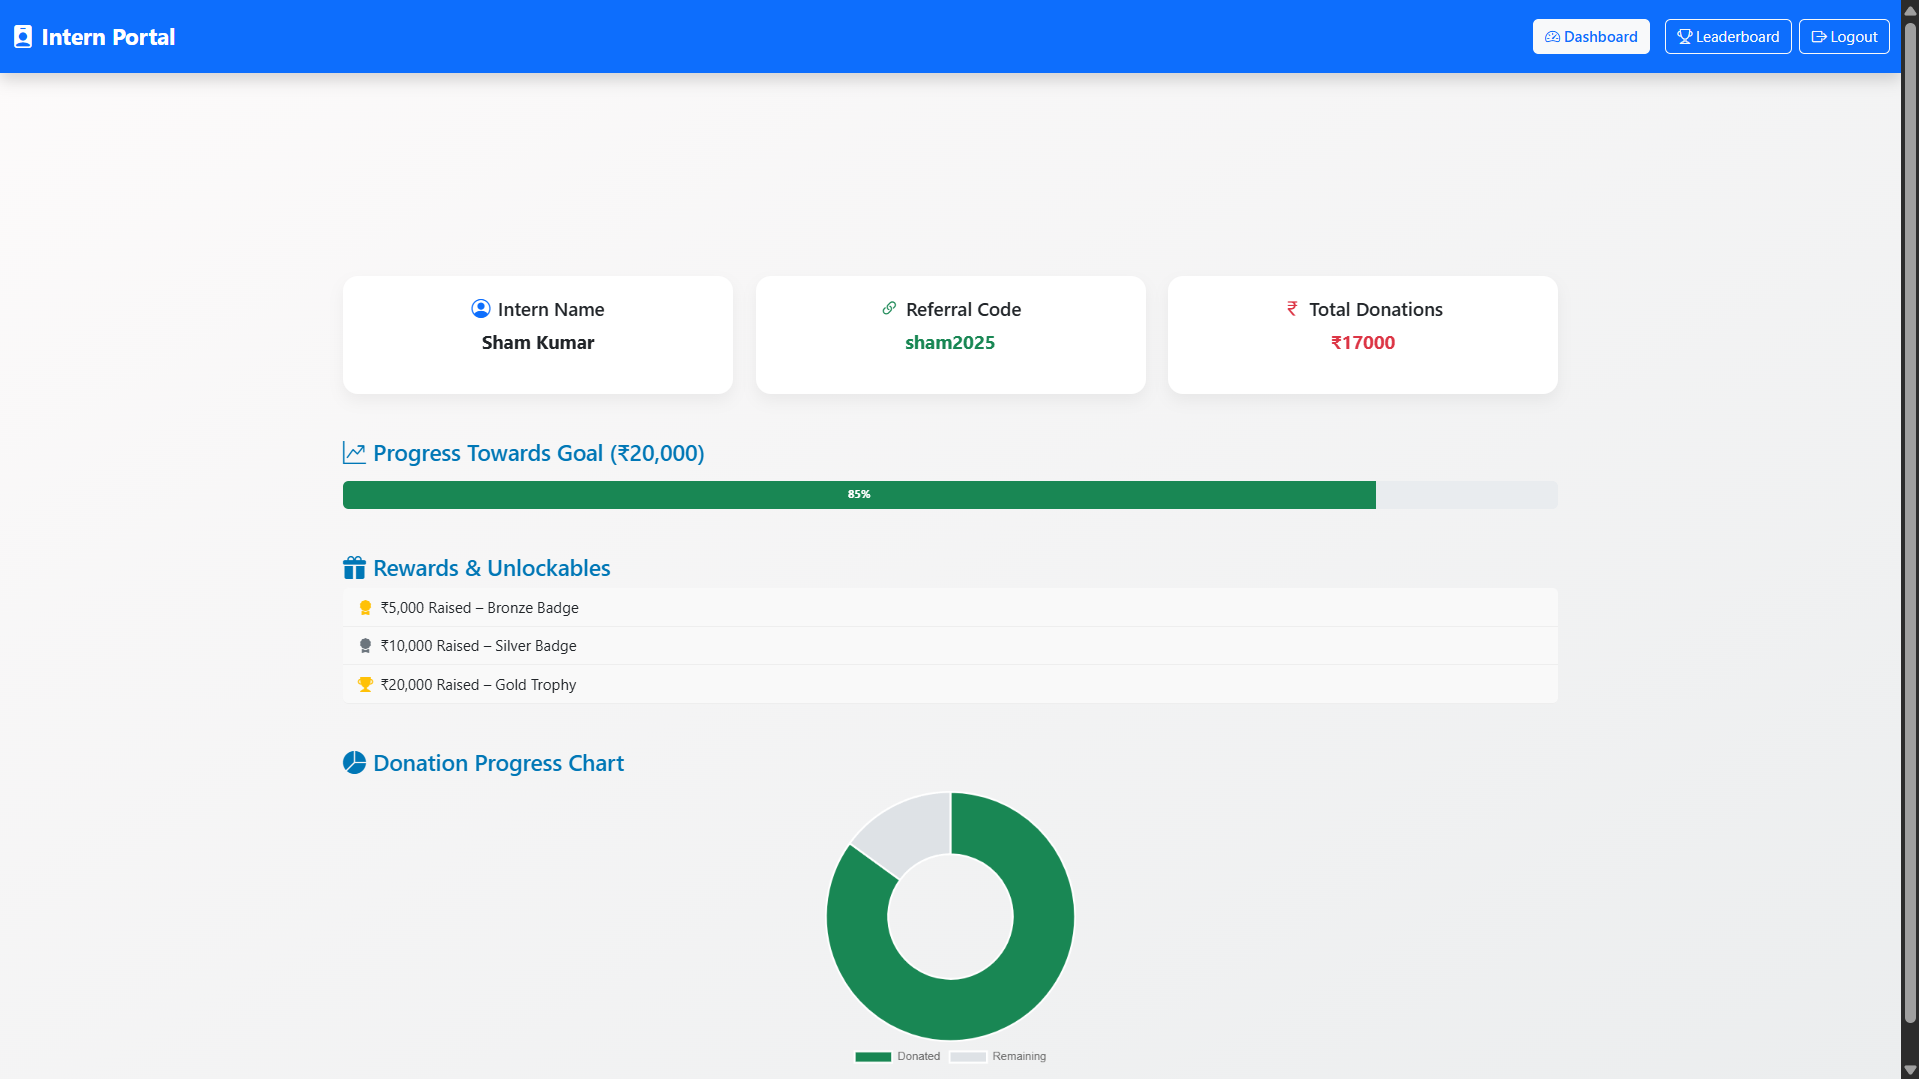 Intern Portal
Dashboard
Leaderboard
Logout
Intern Name
Sham Kumar
Referral Code
sham2025
₹ Total Donations
₹17000
Progress Towards Goal (₹20,000)
85%
Rewards & Unlockables
₹5,000 Raised – Bronze Badge
₹10,000 Raised – Silver Badge
₹20,000 Raised – Gold Trophy
Donation Progress Chart
Donated
Remaining